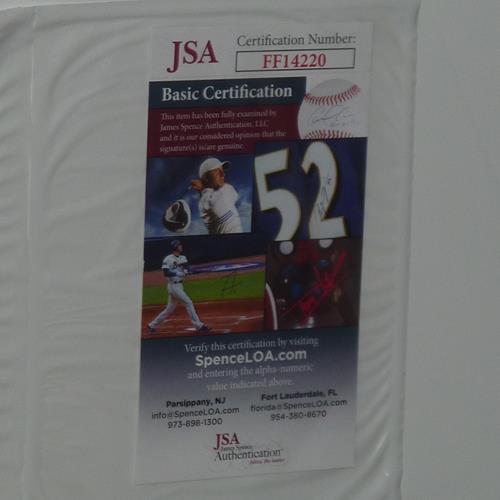 JSA
Certification Number:
FF14220
Basic Certification
This item has been fully examined by
James Spence Authentication, LLC
and it is our considered opinion that the
signature(s) is/are genuine.
52
Verify this certification by visiting
SpenceLOA.com
and entering the alpha-numeric
value indicated above.
Parsippany, NJ
info@SpenceLOA.com
973-898-1300
Fort Lauderdale, FL
florida@SpenceLOA.com
954-380-8670
JSA
James Spence
Authentication